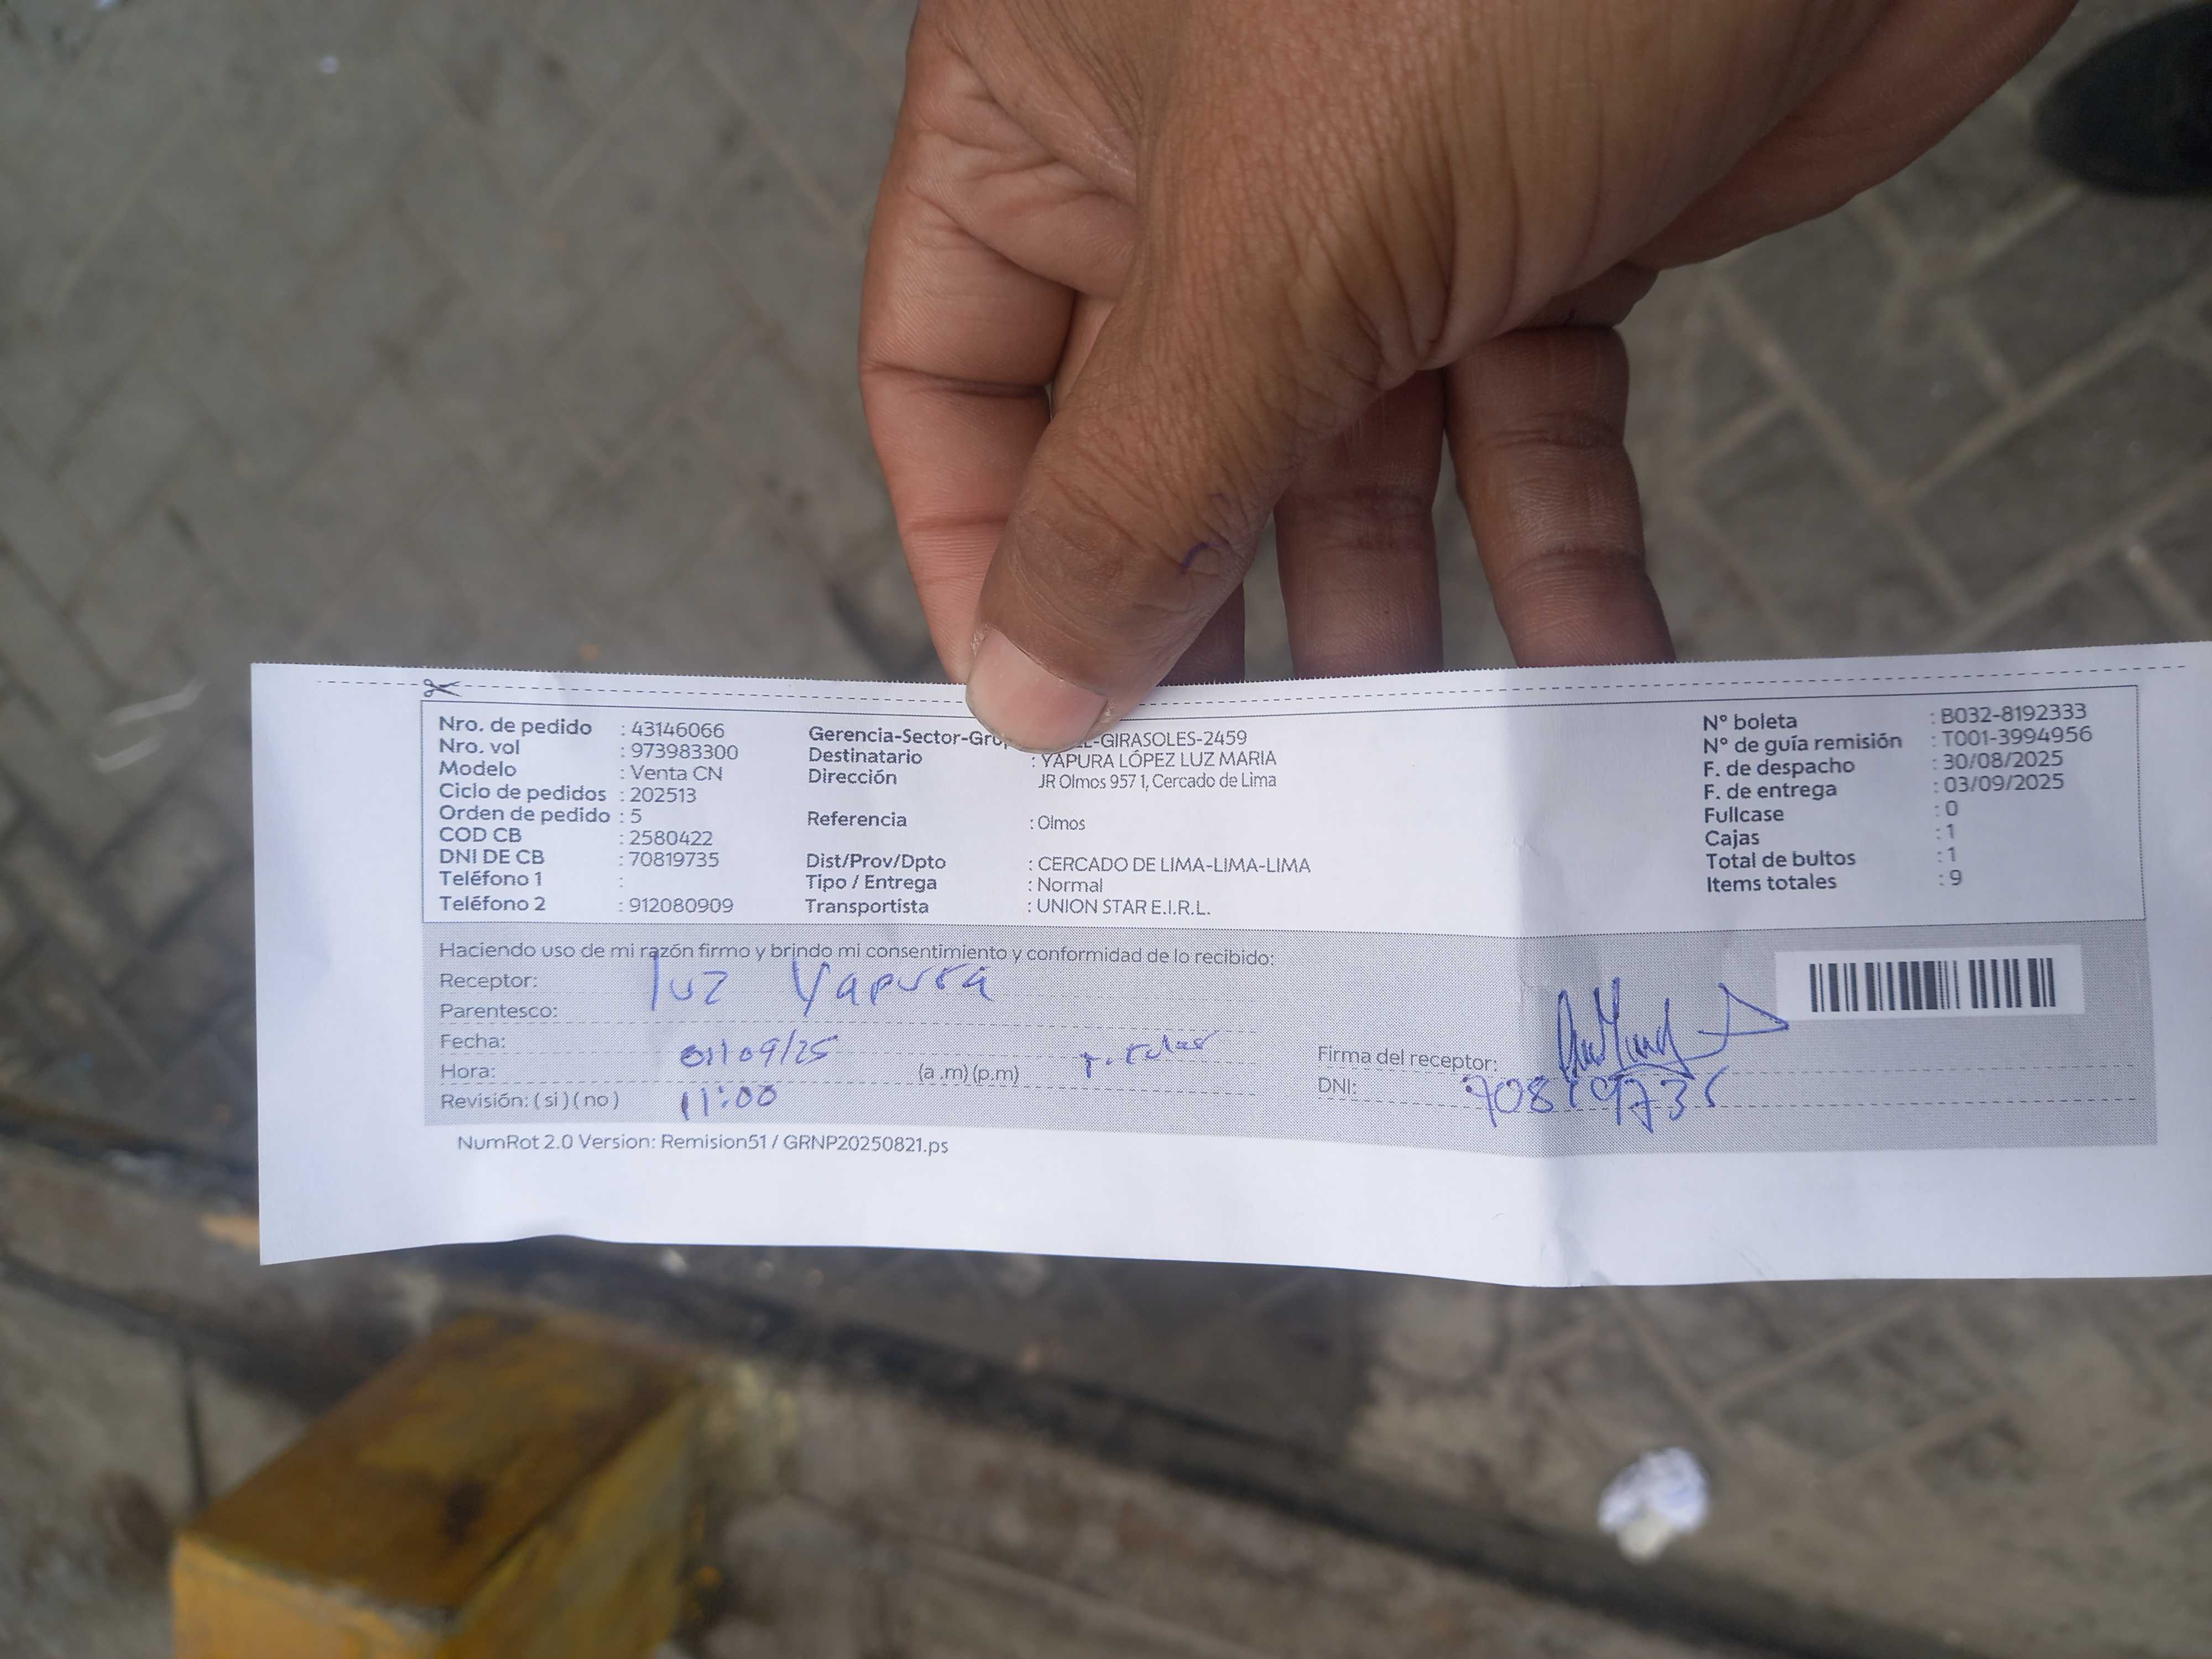 Nro. de pedido : 43146066
Nro. vol : 973983300
Modelo : Venta CN
Ciclo de pedidos : 202513
Orden de pedido : 5
COD CB : 2580422
DNI DE CB : 70819735
Teléfono 1 :
Teléfono 2 : 912080909
Gerencia-Sector-Gru -GIRASOLES-2459
Destinatario : YAPURA LÓPEZ LUZ MARIA
Dirección JR Olmos 957 1, Cercado de Lima
Referencia : Olmos
Dist/Prov/Dpto : CERCADO DE LIMA-LIMA-LIMA
Tipo / Entrega : Normal
Transportista : UNION STAR E.I.R.L.
N° boleta : B032-8192333
N° de guía remisión : T001-3994956
F. de despacho : 30/08/2025
F. de entrega : 03/09/2025
Fullcase : 0
Cajas : 1
Total de bultos : 1
Items totales : 9
Haciendo uso de mi razón firmo y brindo mi consentimiento y conformidad de lo recibido:
Receptor: luz Yapura
Parentesco:
Fecha: 01/09/25
Hora: (a .m) (p.m)
Revisión: ( si ) ( no ) 11:00
Firma del receptor:
DNI: 70819735
NumRot 2.0 Version: Remision51 / GRNP20250821.ps